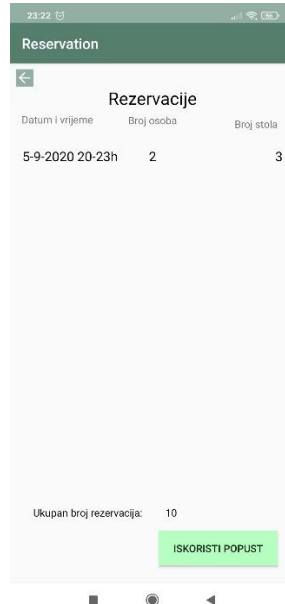 23:22
Reservation
Rezervacije
Datum i vrijeme Broj osoba Broj stola
5-9-2020 20-23h 2 3
Ukupan broj rezervacija: 10
ISKORISTI POPUST